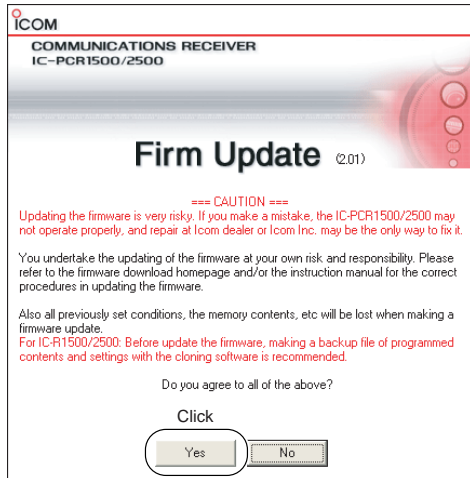 ICOM
COMMUNICATIONS RECEIVER
IC-PCR1500/2500
Firm Update (2.01)
=== CAUTION ===
Updating the firmware is very risky. If you make a mistake, the IC-PCR1500/2500 may
not operate properly, and repair at Icom dealer or Icom Inc. may be the only way to fix it.
You undertake the updating of the firmware at your own risk and responsibility. Please
refer to the firmware download homepage and/or the instruction manual for the correct
procedures in updating the firmware.
Also all previously set conditions, the memory contents, etc will be lost when making a
firmware update.
For IC-R1500/2500: Before update the firmware, making a backup file of programmed
contents and settings with the cloning software is recommended.
Do you agree to all of the above?
Click
Yes No